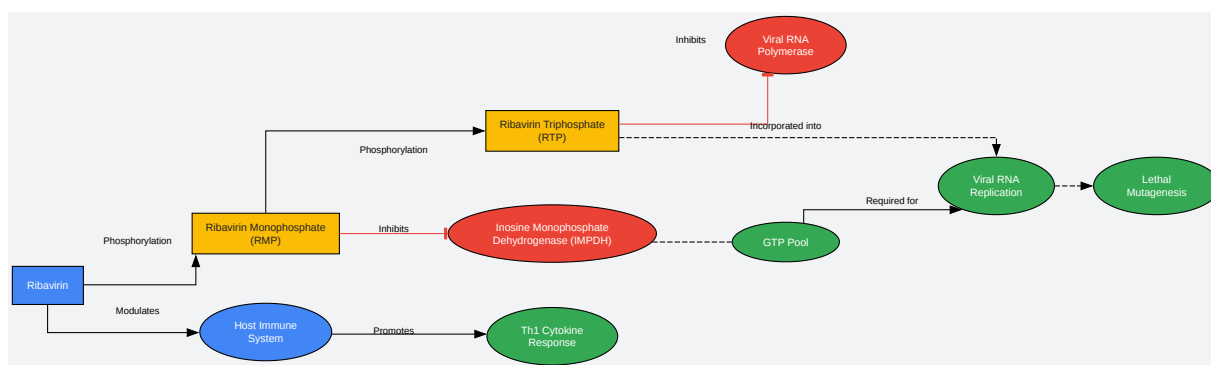 Inhibits
Viral RNA
Polymerase
Ribavirin Triphosphate
(RTP)
Incorporated into
Phosphorylation
Viral RNA
Replication
Lethal
Mutagenesis
Required for
Ribavirin Monophosphate
(RMP)
Inhibits
Inosine Monophosphate
Dehydrogenase (IMPDH)
GTP Pool
Phosphorylation
Ribavirin
Modulates
Host Immune
System
Promotes
Th1 Cytokine
Response